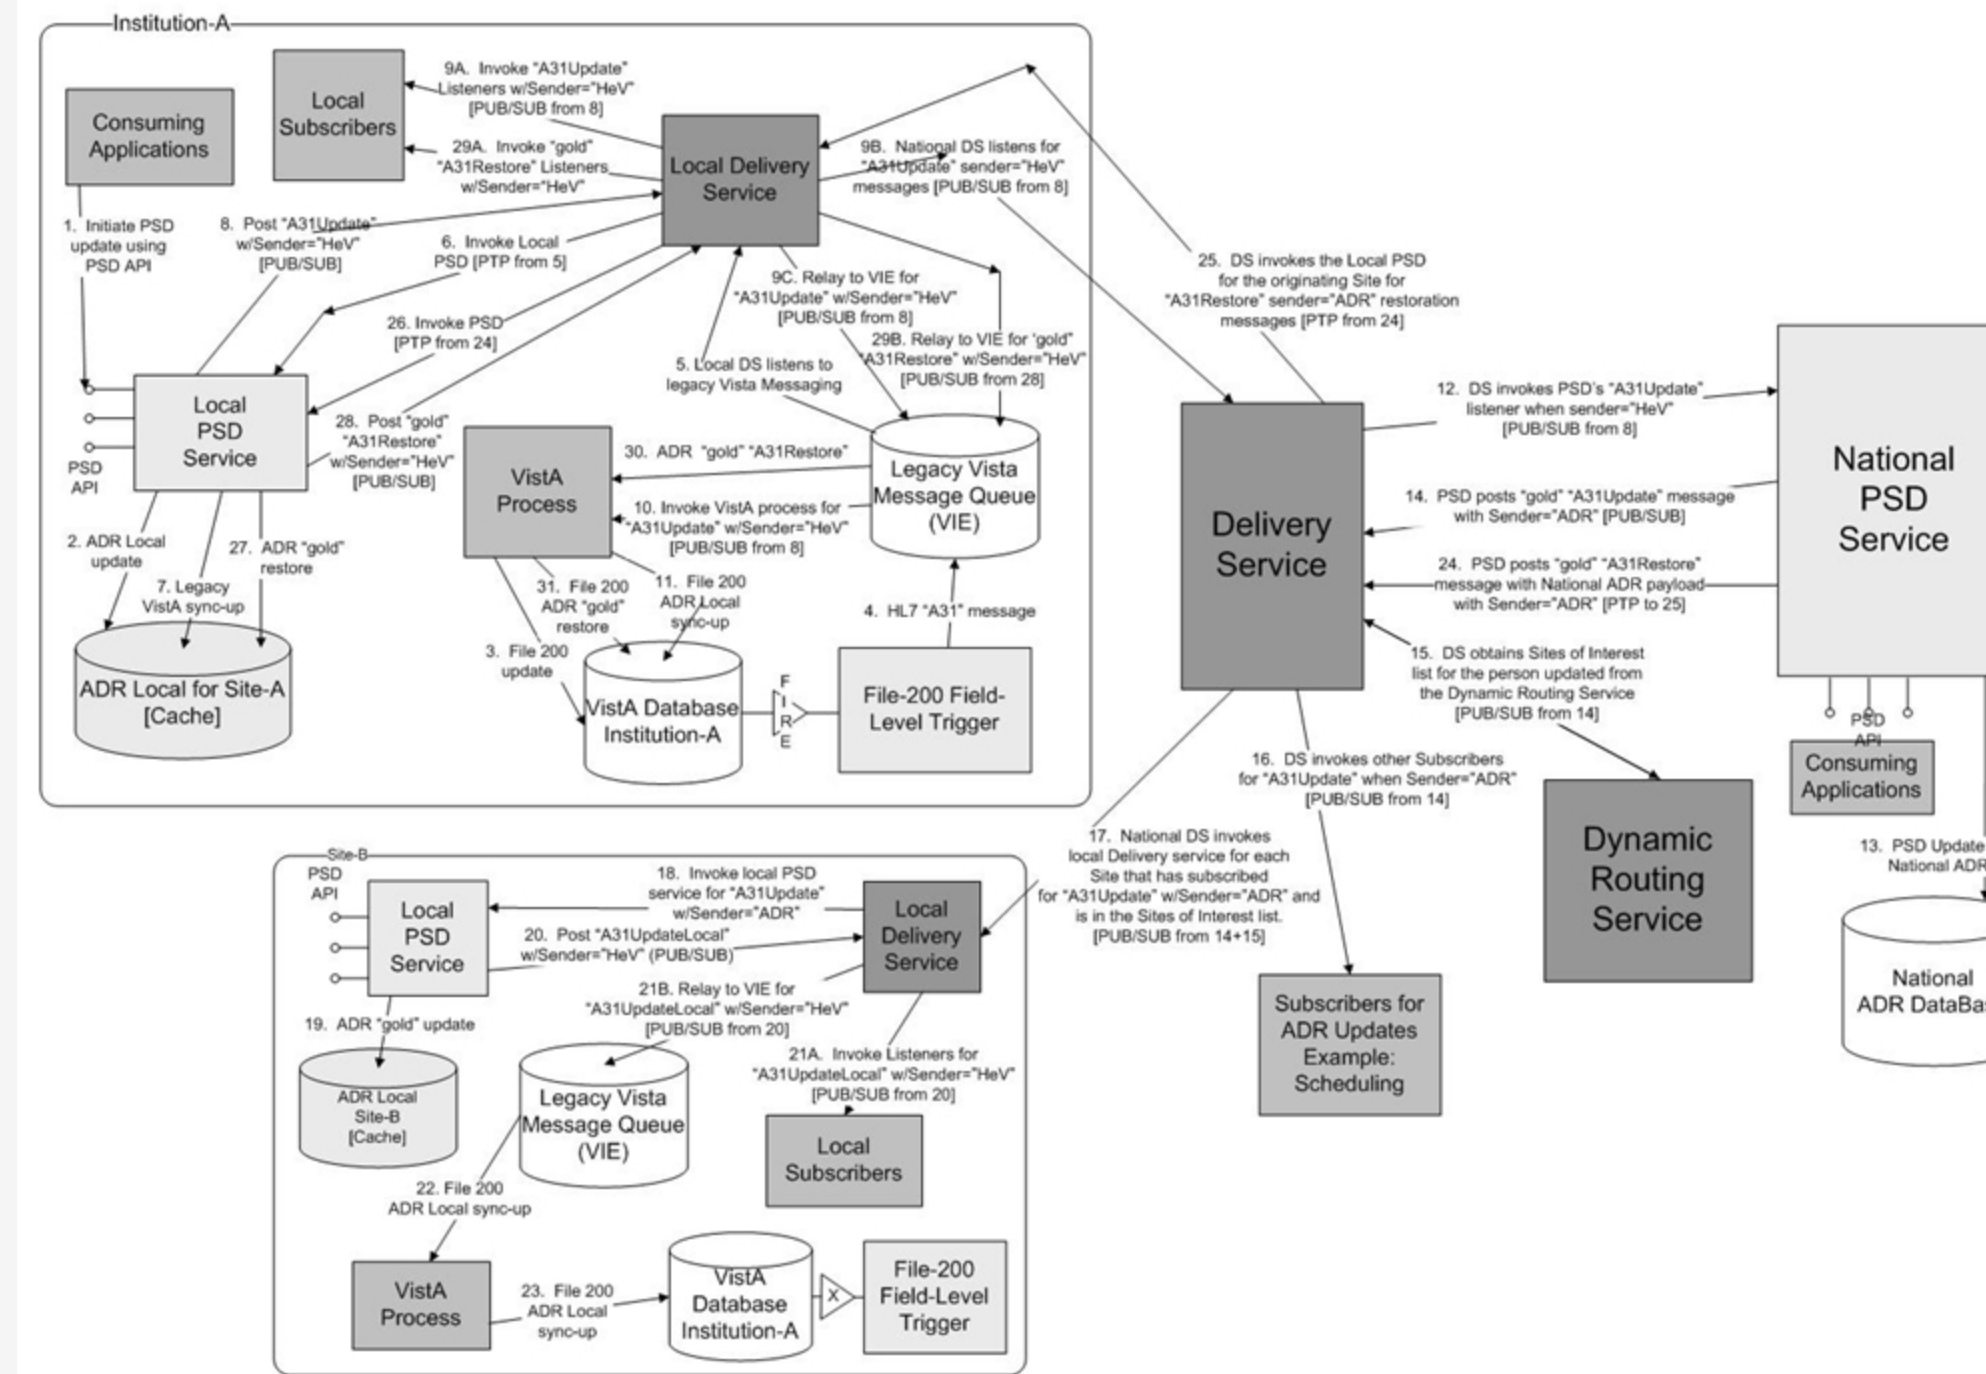 Institution-A
Consuming
Applications
Local
Subscribers
9A. Invoke “A31Update”
Listeners w/Sender=”HeV”
[PUB/SUB from 8]
29A. Invoke “gold”
“A31Restore” Listeners
w/Sender=”HeV”
Local Delivery
Service
9B. National DS listens for
“A31Update” sender=”HeV”
messages [PUB/SUB from 8]
1. Initiate PSD
update using
PSD API
8. Post “A31Update”
w/Sender=”HeV”
[PUB/SUB]
6. Invoke Local
PSD [PTP from 5]
9C. Relay to VIE for
“A31Update” w/Sender=”HeV”
[PUB/SUB from 8]
26. Invoke PSD
[PTP from 24]
29B. Relay to VIE for ‘gold”
“A31Restore” w/Sender=”HeV”
[PUB/SUB from 28]
5. Local DS listens to
legacy Vista Messaging
Local
PSD
Service
PSD
API
28. Post “gold”
“A31Restore”
w/Sender=”HeV”
[PUB/SUB]
VistA
Process
30. ADR “gold” “A31Restore”
10. Invoke VistA process for
“A31Update” w/Sender=”HeV”
[PUB/SUB from 8]
Legacy Vista
Message Queue
(VIE)
2. ADR Local
update
7. Legacy
VistA sync-up
27. ADR “gold”
restore
31. File 200
ADR “gold”
restore
11. File 200
ADR Local
sync-up
3. File 200
update
4. HL7 “A31” message
ADR Local for Site-A
[Cache]
VistA Database
Institution-A
F
I
R
E
File-200 Field-
Level Trigger
25. DS invokes the Local PSD
for the originating Site for
“A31Restore” sender=”ADR” restoration
messages [PTP from 24]
12. DS invokes PSD’s “A31Update”
listener when sender=”HeV”
[PUB/SUB from 8]
Delivery
Service
14. PSD posts “gold” “A31Update” message
with Sender=”ADR” [PUB/SUB]
24. PSD posts “gold” “A31Restore”
message with National ADR payload
with Sender=”ADR” [PTP to 25]
National
PSD
Service
15. DS obtains Sites of Interest
list for the person updated from
the Dynamic Routing Service
[PUB/SUB from 14]
PSD
API
Consuming
Applications
16. DS invokes other Subscribers
for “A31Update” when Sender=”ADR”
[PUB/SUB from 14]
Dynamic
Routing
Service
17. National DS invokes
local Delivery service for each
Site that has subscribed
for “A31Update” w/Sender=”ADR” and
is in the Sites of Interest list.
[PUB/SUB from 14+15]
13. PSD Update
National ADR
National
ADR DataBas
Subscribers for
ADR Updates
Example:
Scheduling
Site-B
PSD
API
Local
PSD
Service
18. Invoke local PSD
service for “A31Update”
w/Sender=”ADR”
20. Post “A31UpdateLocal”
w/Sender=”HeV” (PUB/SUB)
Local
Delivery
Service
21B. Relay to VIE for
“A31UpdateLocal” w/Sender=”HeV”
[PUB/SUB from 20]
19. ADR “gold” update
21A. Invoke Listeners for
“A31UpdateLocal” w/Sender=”HeV”
[PUB/SUB from 20]
ADR Local
Site-B
[Cache]
Legacy Vista
Message Queue
(VIE)
Local
Subscribers
22. File 200
ADR Local sync-up
VistA
Process
23. File 200
ADR Local
sync-up
VistA
Database
Institution-A
X
File-200
Field-Level
Trigger